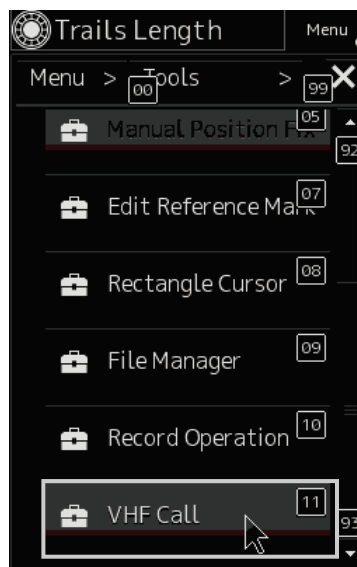 Trails Length Menu
Menu > Tools >
00
99
Manual Position Fix 05
92
Edit Reference Mark 07
Rectangle Cursor 08
File Manager 09
Record Operation 10
VHF Call 11
93